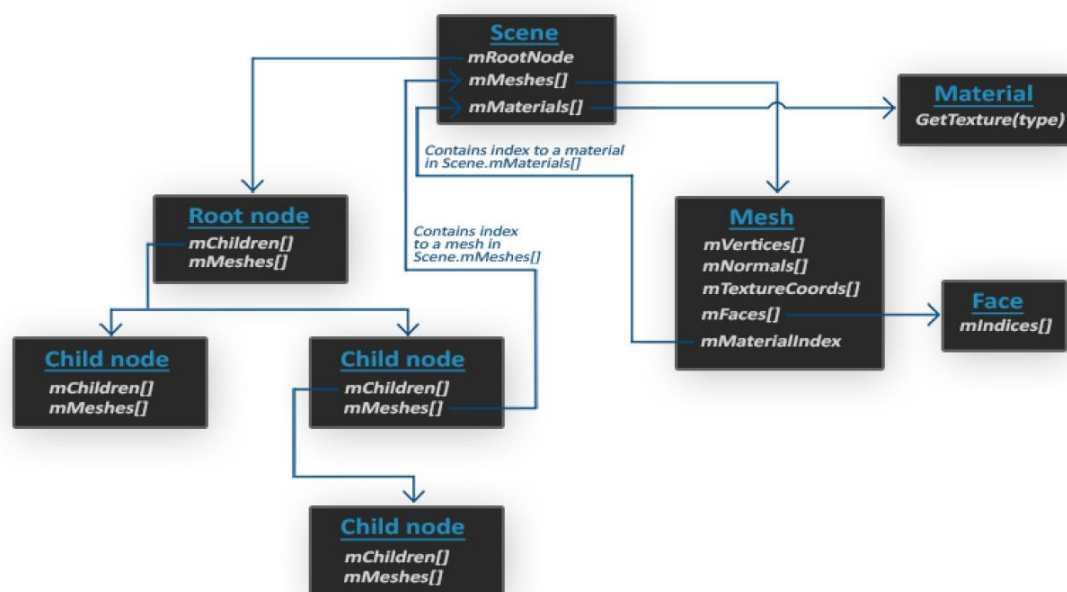 Scene
mRootNode
mMeshes[]
mMaterials[]
Material
GetTexture(type)
Contains index to a material
in Scene.mMaterials[]
Root node
mChildren[]
mMeshes[]
Contains index
to a mesh in
Scene.mMeshes[]
Mesh
mVertices[]
mNormals[]
mTextureCoords[]
mFaces[]
mMaterialIndex
Face
mIndices[]
Child node
mChildren[]
mMeshes[]
Child node
mChildren[]
mMeshes[]
Child node
mChildren[]
mMeshes[]